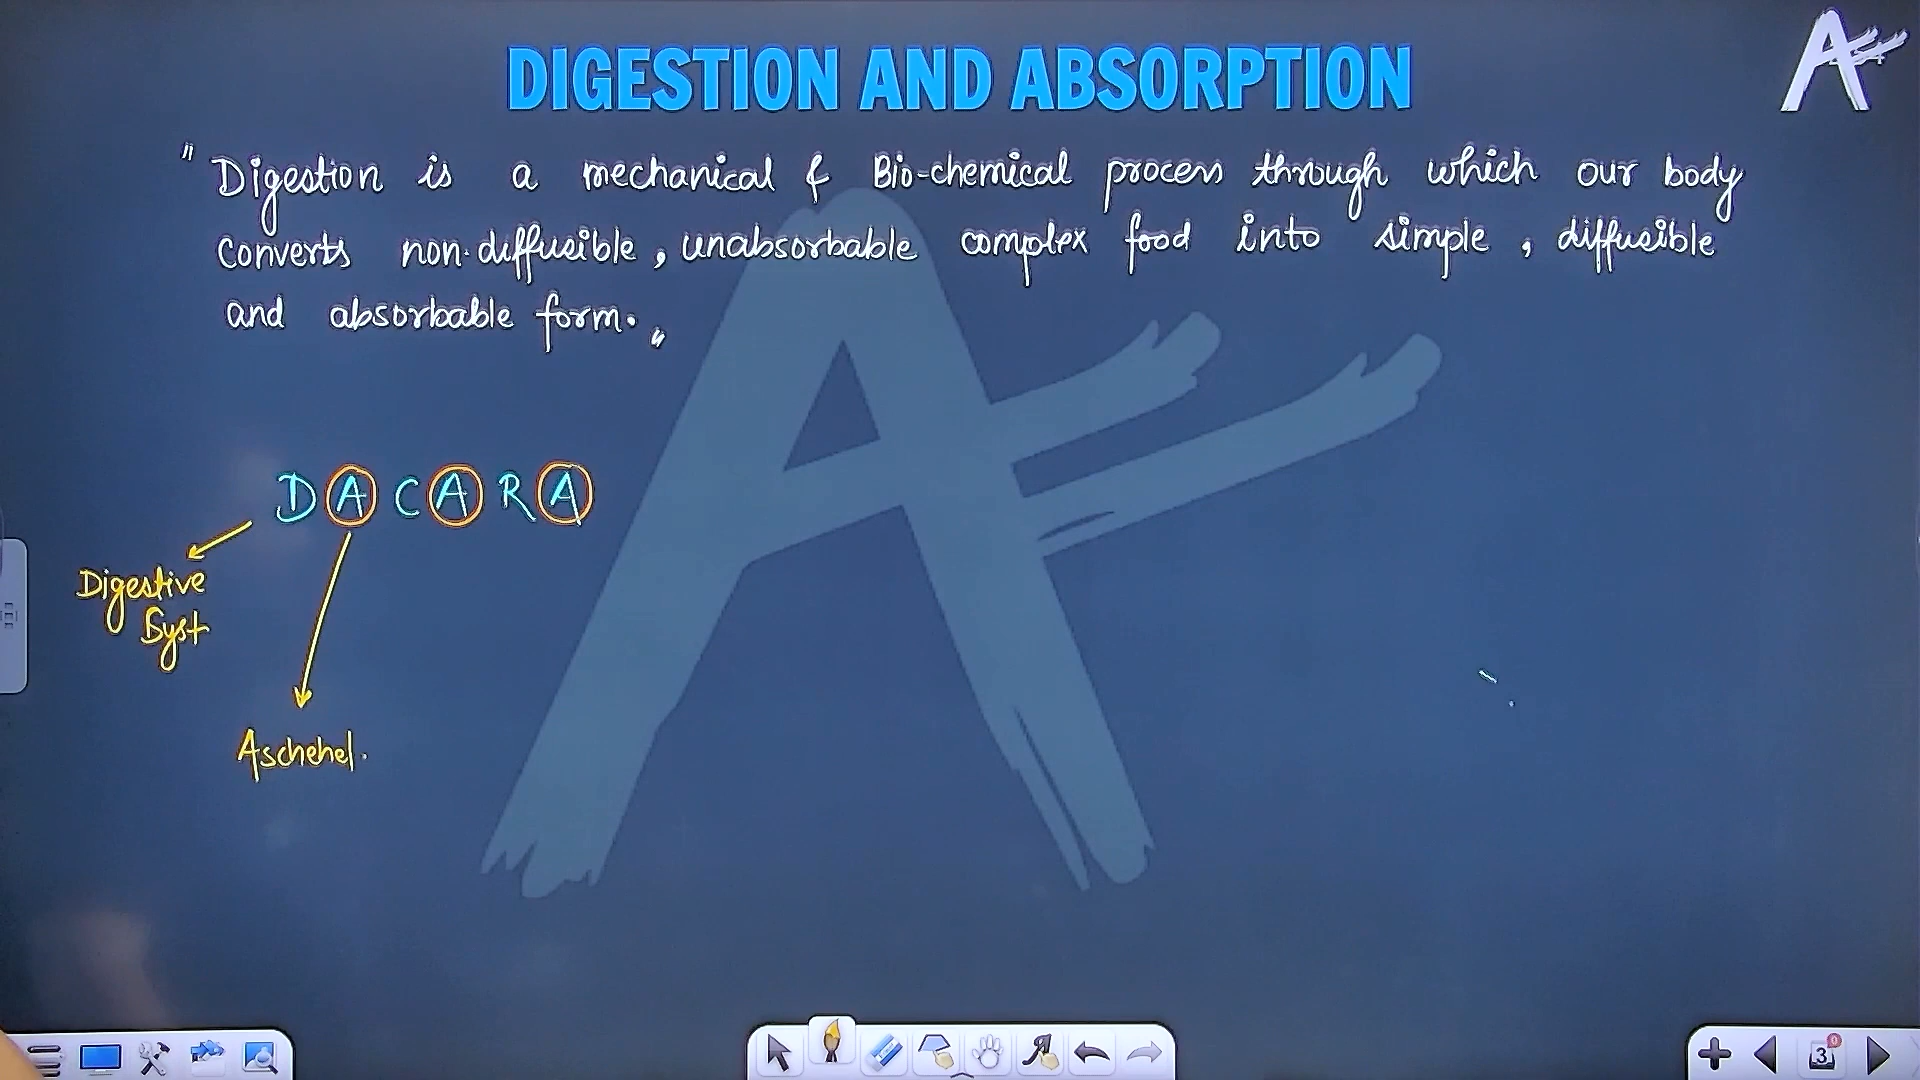 DIGESTION AND ABSORPTION
A++
" Digestion is a mechanical & Bio-chemical process through which our body
converts non-diffusible, unabsorbable complex food into simple, diffusible
and absorbable form. "
D A C A R A
Digestive
Syst
Aschehel.
3